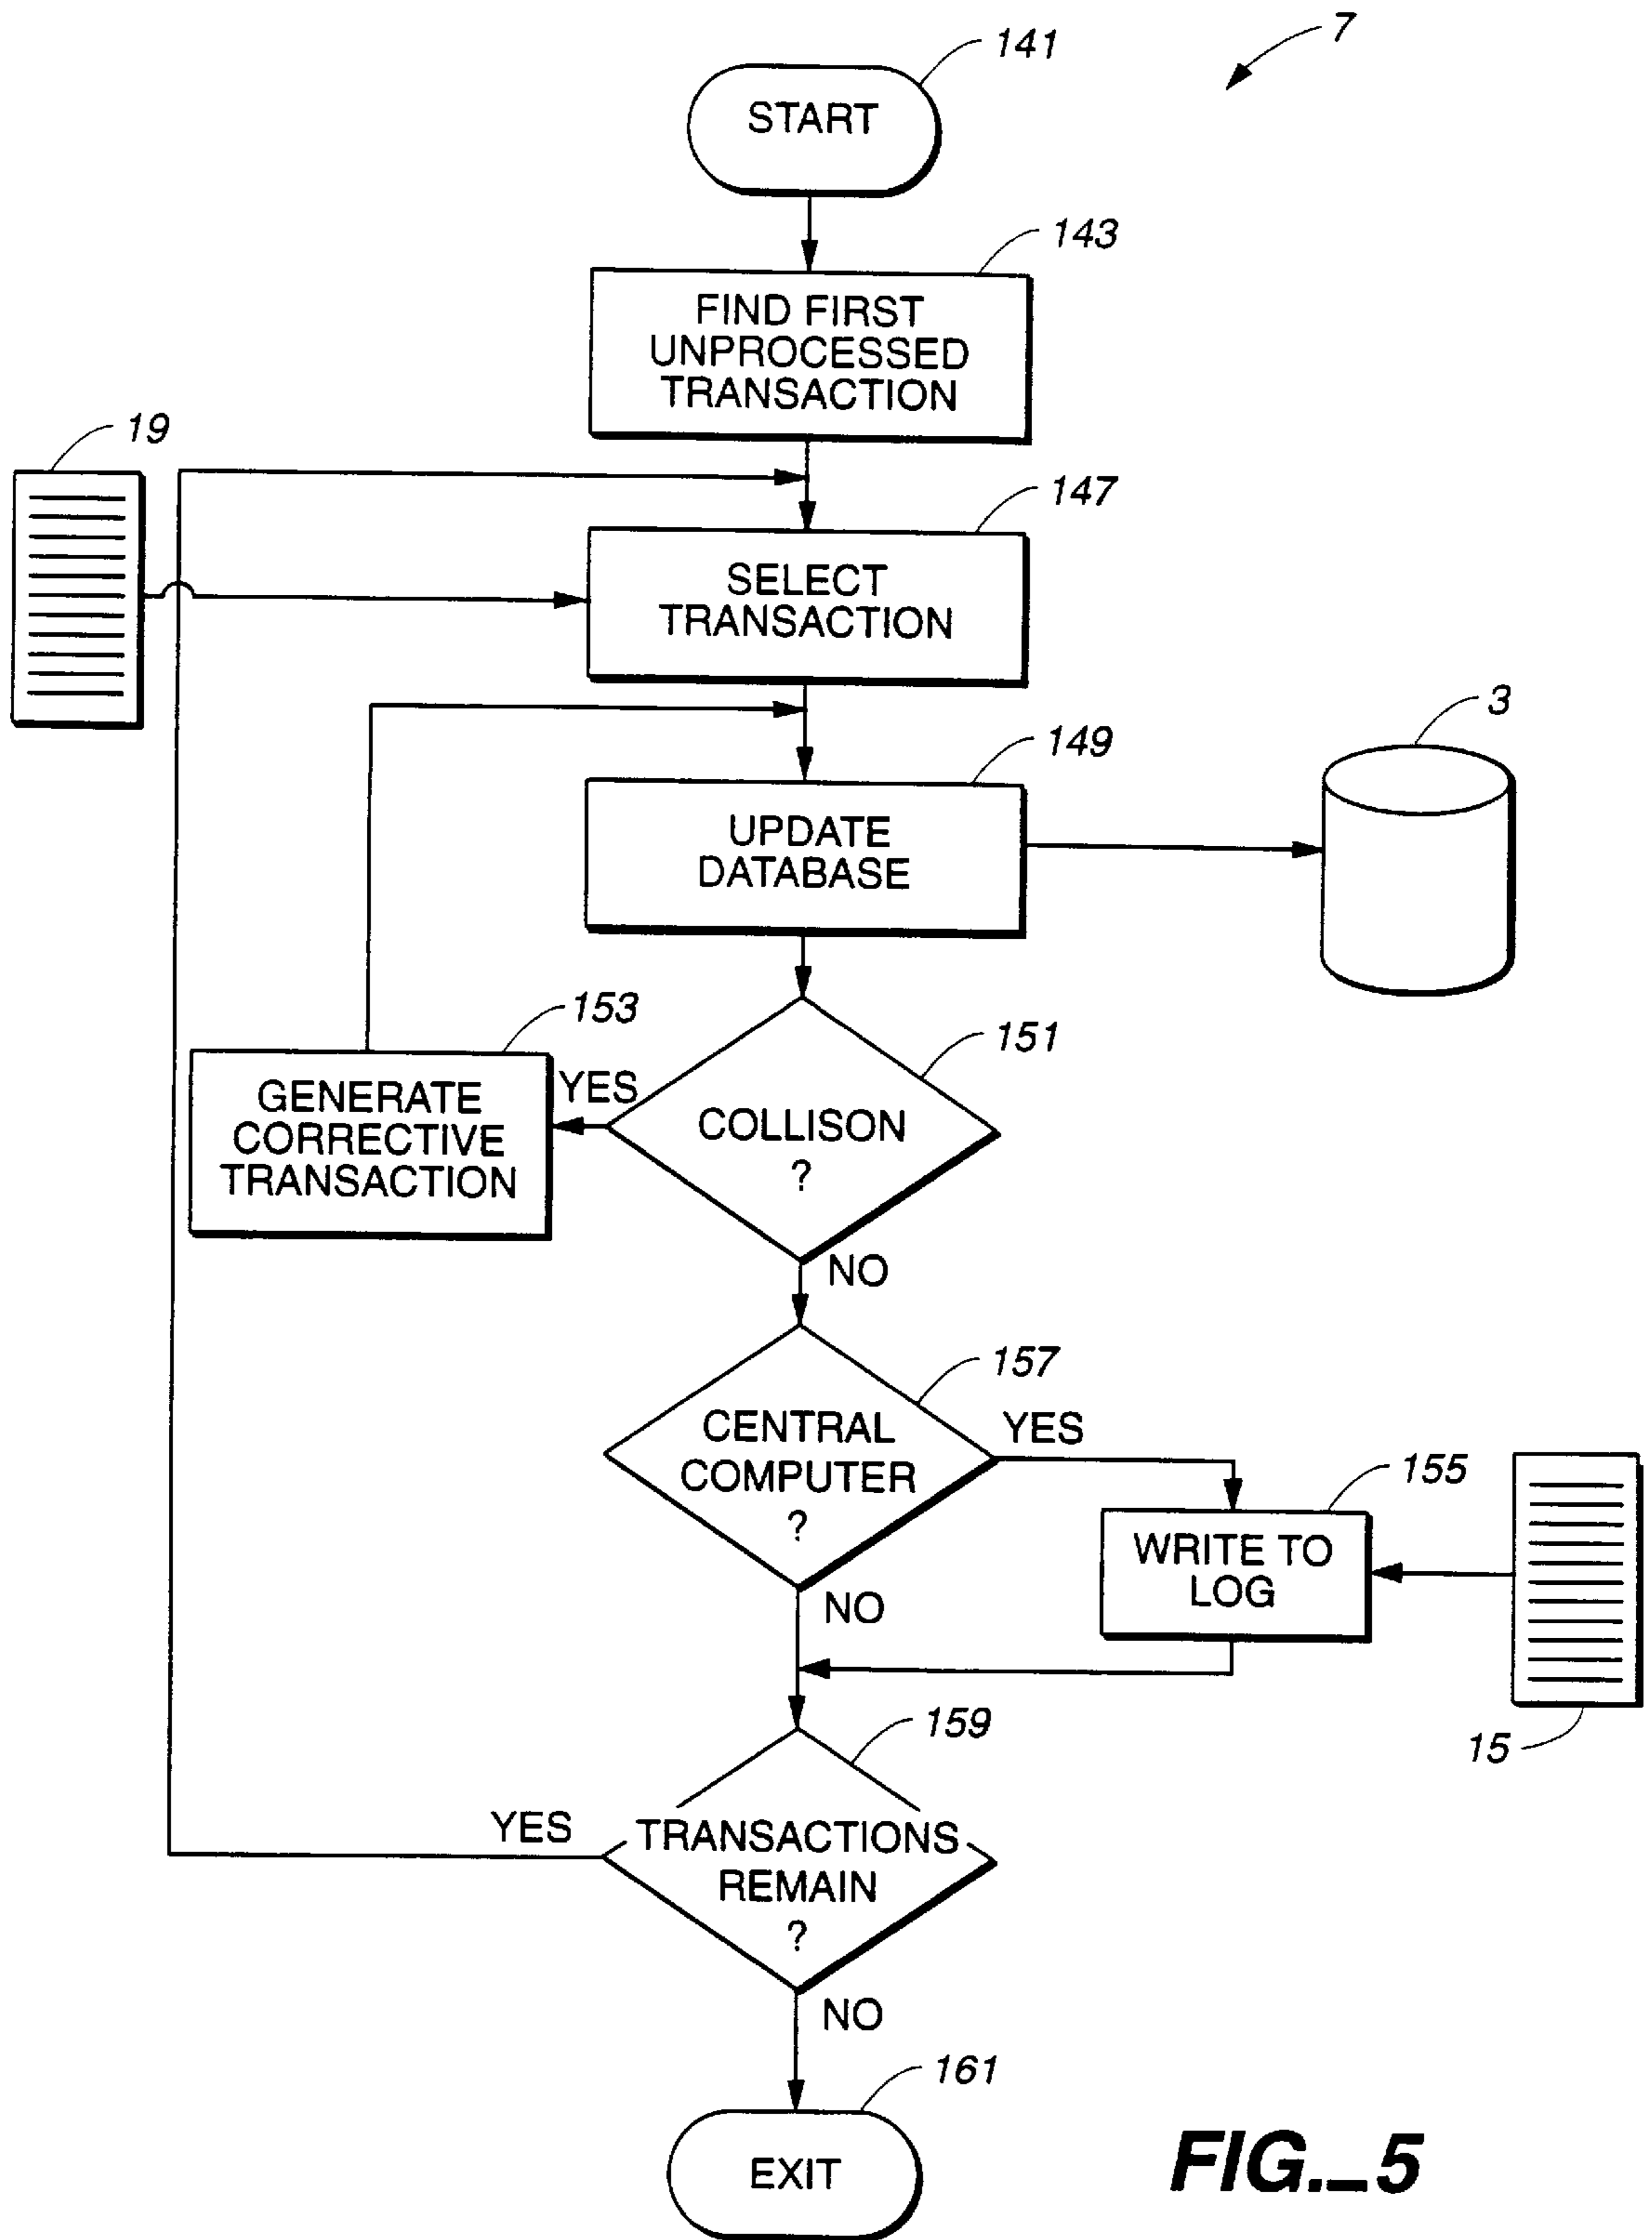 7
141
START
143
FIND FIRST
UNPROCESSED
TRANSACTION
19
147
SELECT
TRANSACTION
3
149
UPDATE
DATABASE
153
151
GENERATE
CORRECTIVE
TRANSACTION
YES
COLLISON
?
NO
157
CENTRAL
COMPUTER
?
YES
155
WRITE TO
LOG
NO
15
159
YES
TRANSACTIONS
REMAIN
?
NO
161
EXIT
FIG._5